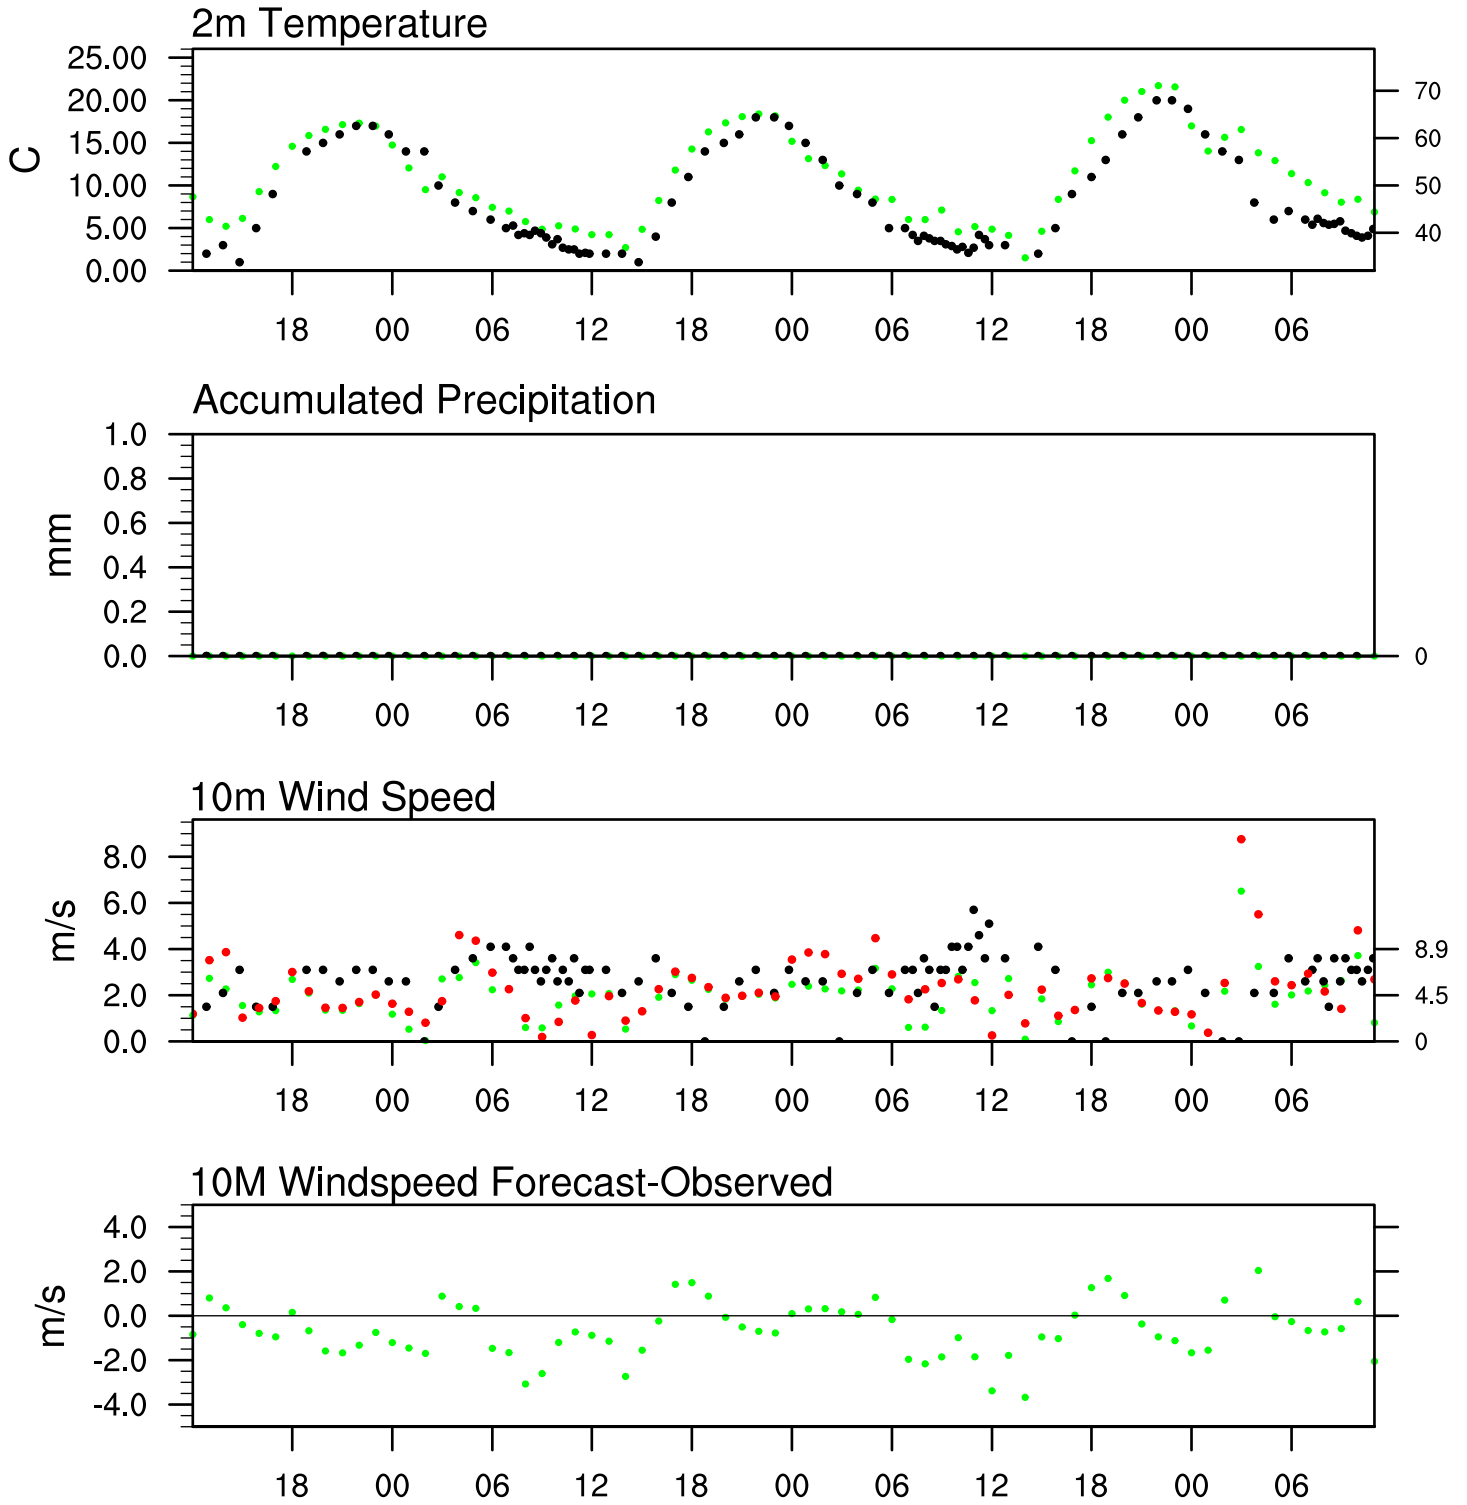 2m Temperature
25.00
20.00
15.00
10.00
5.00
0.00
C
70
60
50
40
18 00 06 12 18 00 06 12 18 00 06
Accumulated Precipitation
1.0
0.8
0.6
0.4
0.2
0.0
mm
0
18 00 06 12 18 00 06 12 18 00 06
10m Wind Speed
8.0
6.0
4.0
2.0
0.0
m/s
8.9
4.5
0
18 00 06 12 18 00 06 12 18 00 06
10M Windspeed Forecast-Observed
4.0
2.0
0.0
-2.0
-4.0
m/s
18 00 06 12 18 00 06 12 18 00 06